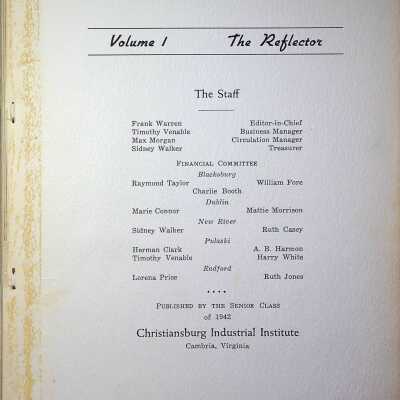 Volume I The Reflector
The Staff
Frank Warren Editor-in-Chief
Timothy Venable Business Manager
Max Morgan Circulation Manager
Sidney Walker Treasurer
Financial Committee
Blacksburg
Raymond Taylor William Fore
Charlie Booth
Dublin
Marie Connor Mattie Morrison
New River
Sidney Walker Ruth Casey
Pulaski
Herman Clark A. B. Harmon
Timothy Venable Harry White
Radford
Lorena Price Ruth Jones
Published by the Senior Class
of 1942
Christiansburg Industrial Institute
Cambria, Virginia